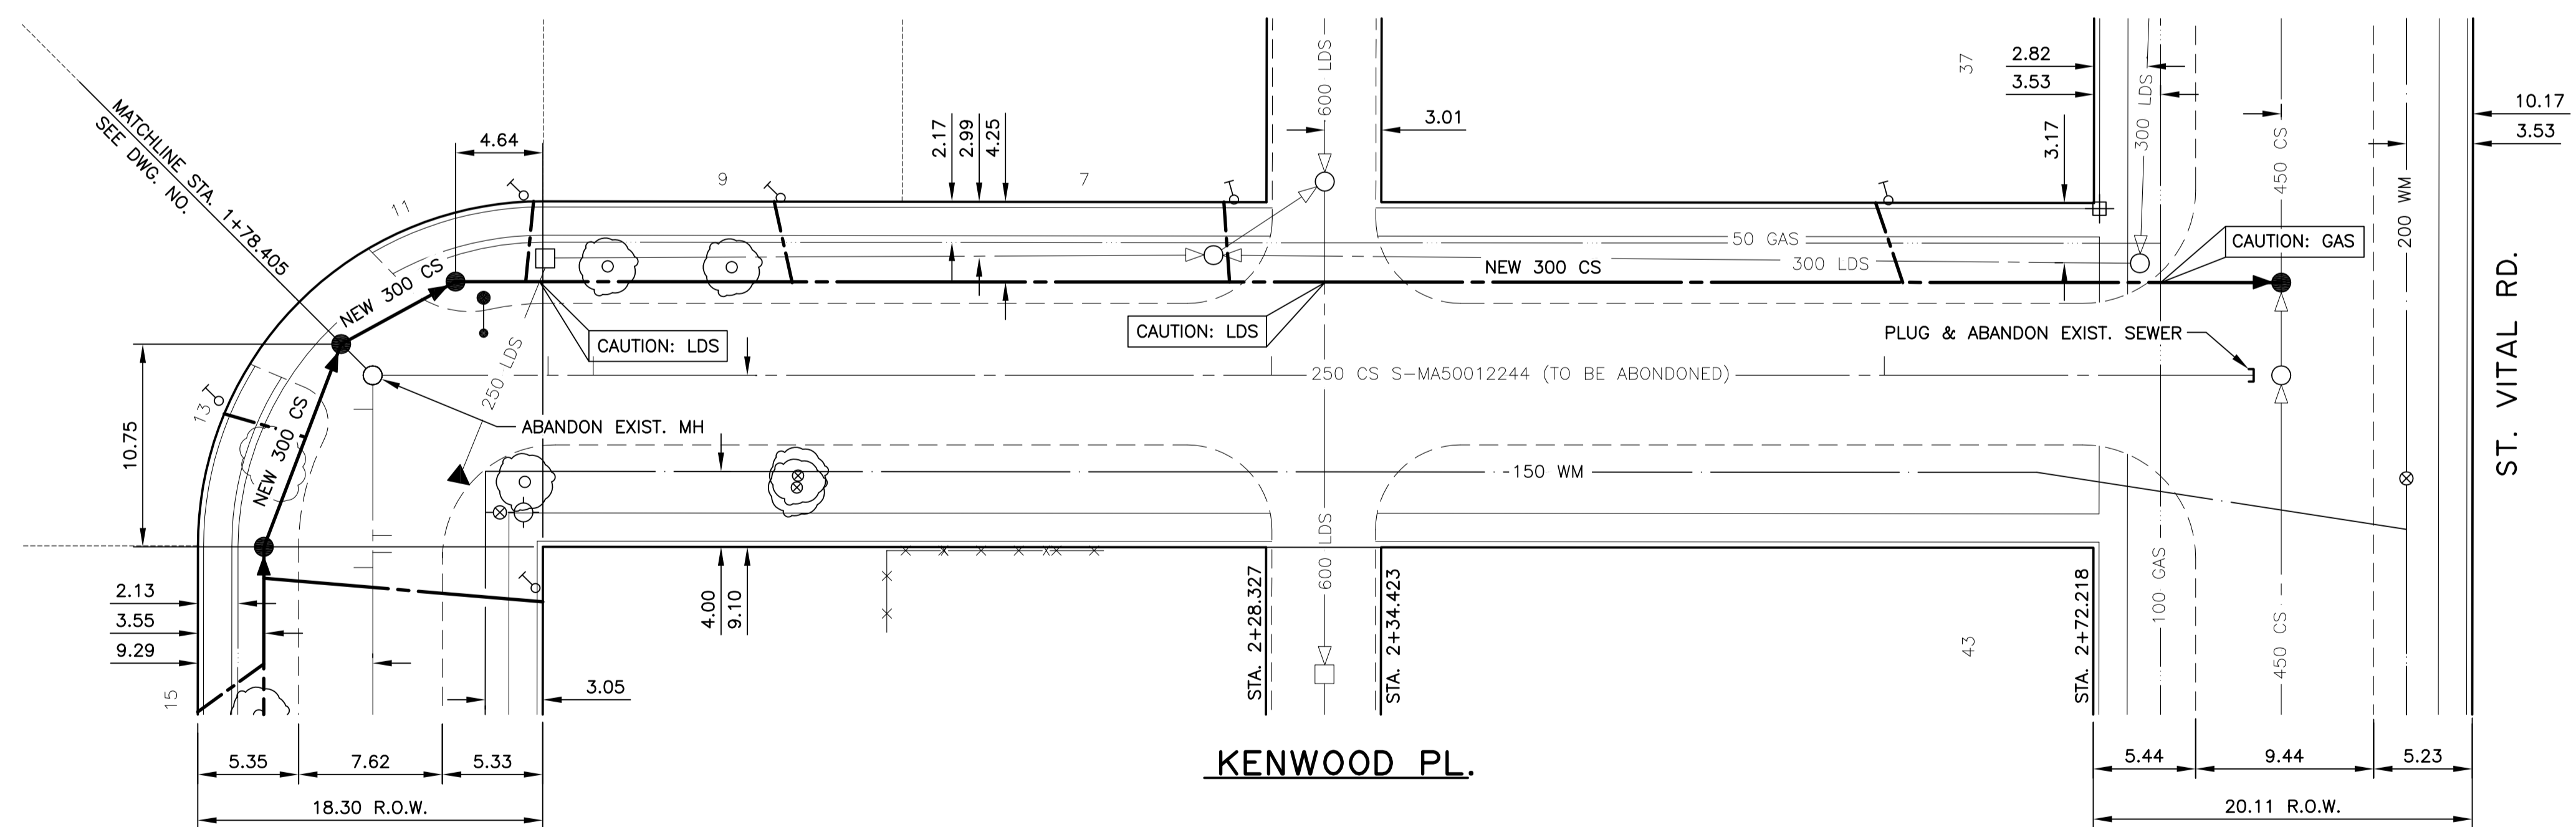 MATCHLINE STA. 1+78.405
SEE DWG. NO.
4.64
11
9
2.17
2.99
4.25
7
600 LDS
3.01
37
2.82
3.53
300 LDS
3.17
450 CS
200 WM
10.17
3.53
ST. VITAL RD.
NEW 300 CS
50 GAS
NEW 300 CS
300 LDS
CAUTION: GAS
CAUTION: LDS
CAUTION: LDS
PLUG & ABANDON EXIST. SEWER
250 LDS
250 CS S-MA50012244 (TO BE ABONDONED)
13
NEW 300 CS
ABANDON EXIST. MH
10.75
150 WM
2.13
3.55
9.29
15
3.05
4.00
9.10
STA. 2+28.327
600 LDS
STA. 2+34.423
43
STA. 2+72.218
100 GAS
450 CS
5.35
7.62
5.33
18.30 R.O.W.
KENWOOD PL.
5.44
9.44
5.23
20.11 R.O.W.